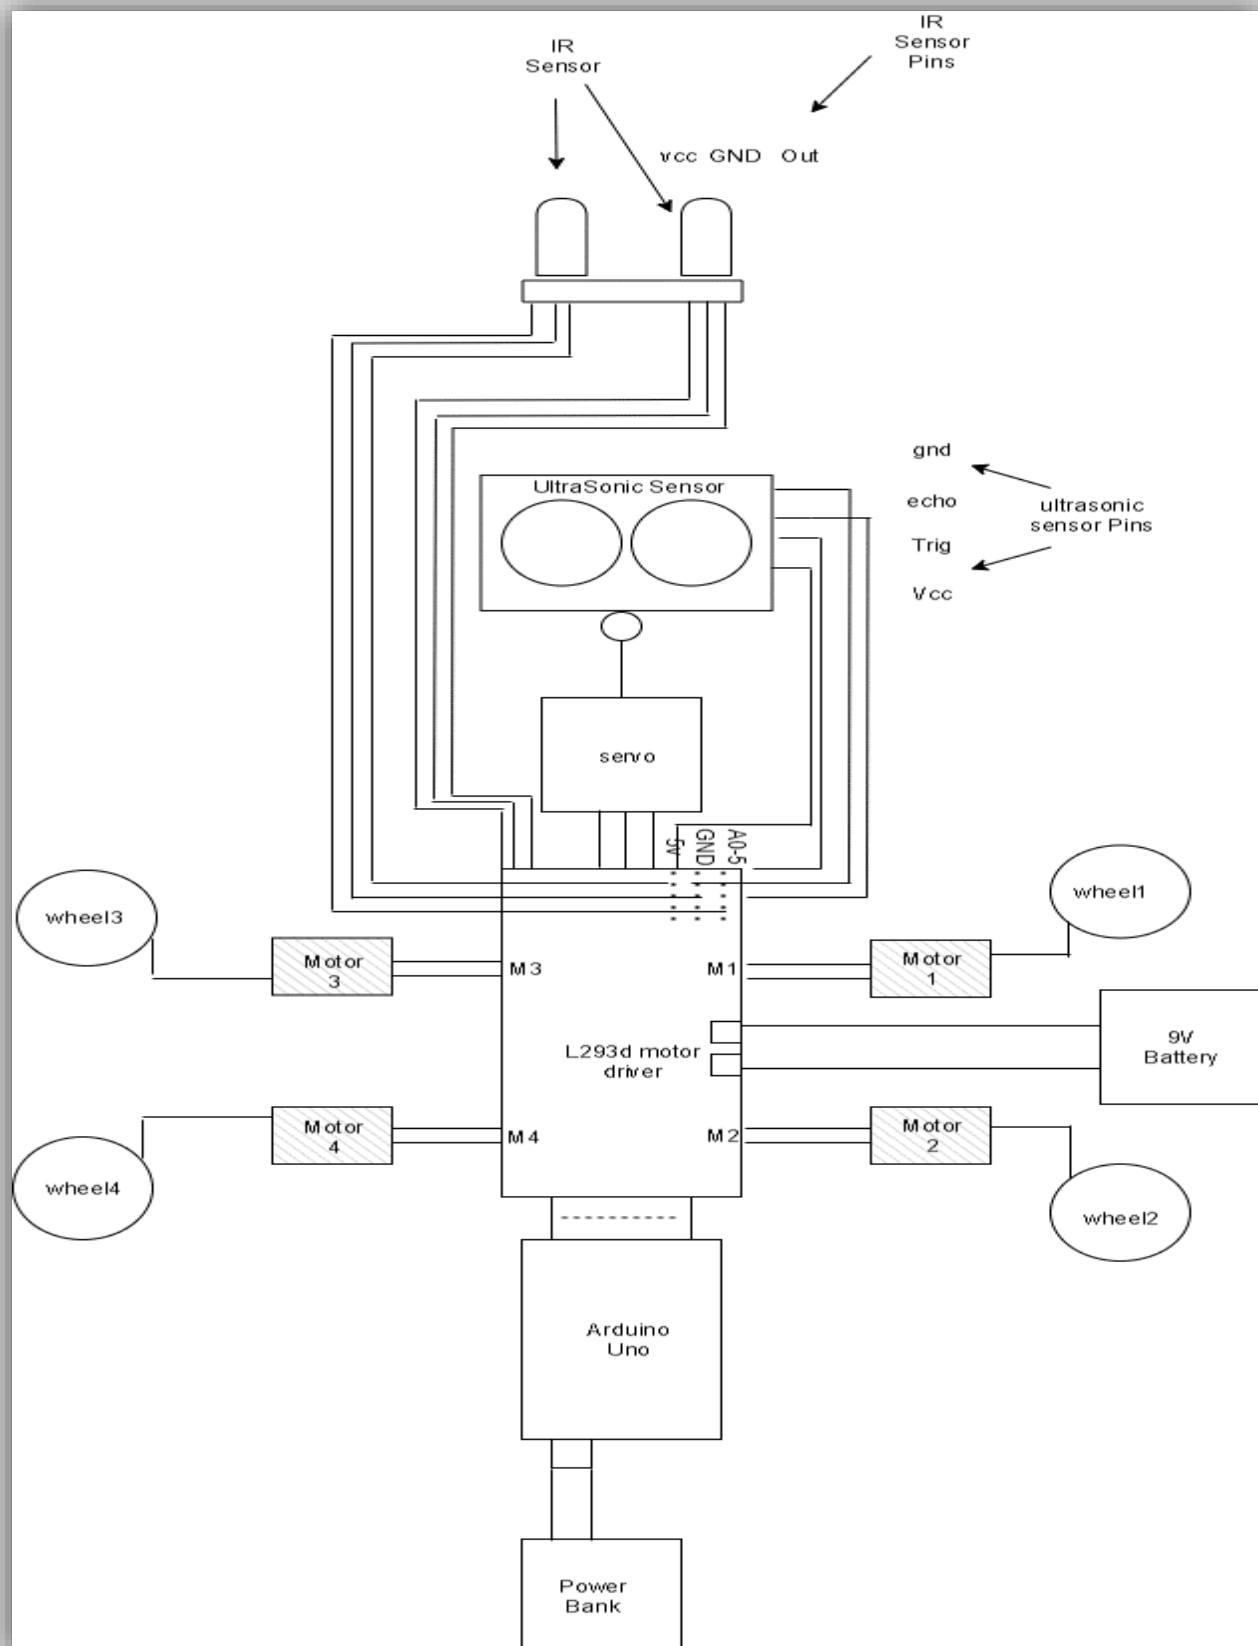 IR
Sensor
Pins
IR
Sensor
vcc GND Out
UltraSonic Sensor
gnd
echo
Trig
Vcc
ultrasonic
sensor Pins
servo
5v
GND
A0-5
wheel3
wheel1
Motor
3
M3
M1
Motor
1
L293d motor
driver
9V
Battery
Motor
4
M4
M2
Motor
2
wheel4
wheel2
Arduino
Uno
Power
Bank